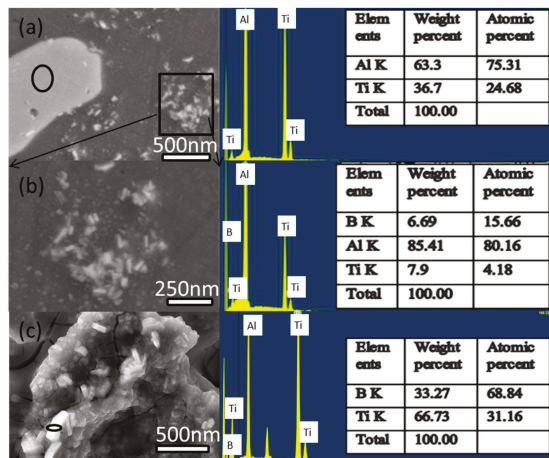 (a)
500nm
Al
Ti
Ti
Ti
Elem ents Weight percent Atomic percent
Al K 63.3 75.31
Ti K 36.7 24.68
Total 100.00
(b)
250nm
Al
B
Ti
Ti
Ti
Elem ents Weight percent Atomic percent
B K 6.69 15.66
Al K 85.41 80.16
Ti K 7.9 4.18
Total 100.00
(c)
500nm
Al
Ti
Ti
B
Ti
Elem ents Weight percent Atomic percent
B K 33.27 68.84
Ti K 66.73 31.16
Total 100.00